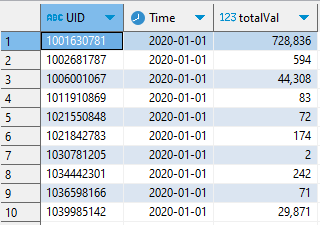 ABC UID Time 123 totalVal
1 1001630781 2020-01-01 728,836
2 1002681787 2020-01-01 594
3 1006001067 2020-01-01 44,308
4 1011910869 2020-01-01 83
5 1021550848 2020-01-01 72
6 1021842783 2020-01-01 174
7 1030781205 2020-01-01 2
8 1034442301 2020-01-01 242
9 1036598166 2020-01-01 71
10 1039985142 2020-01-01 29,871